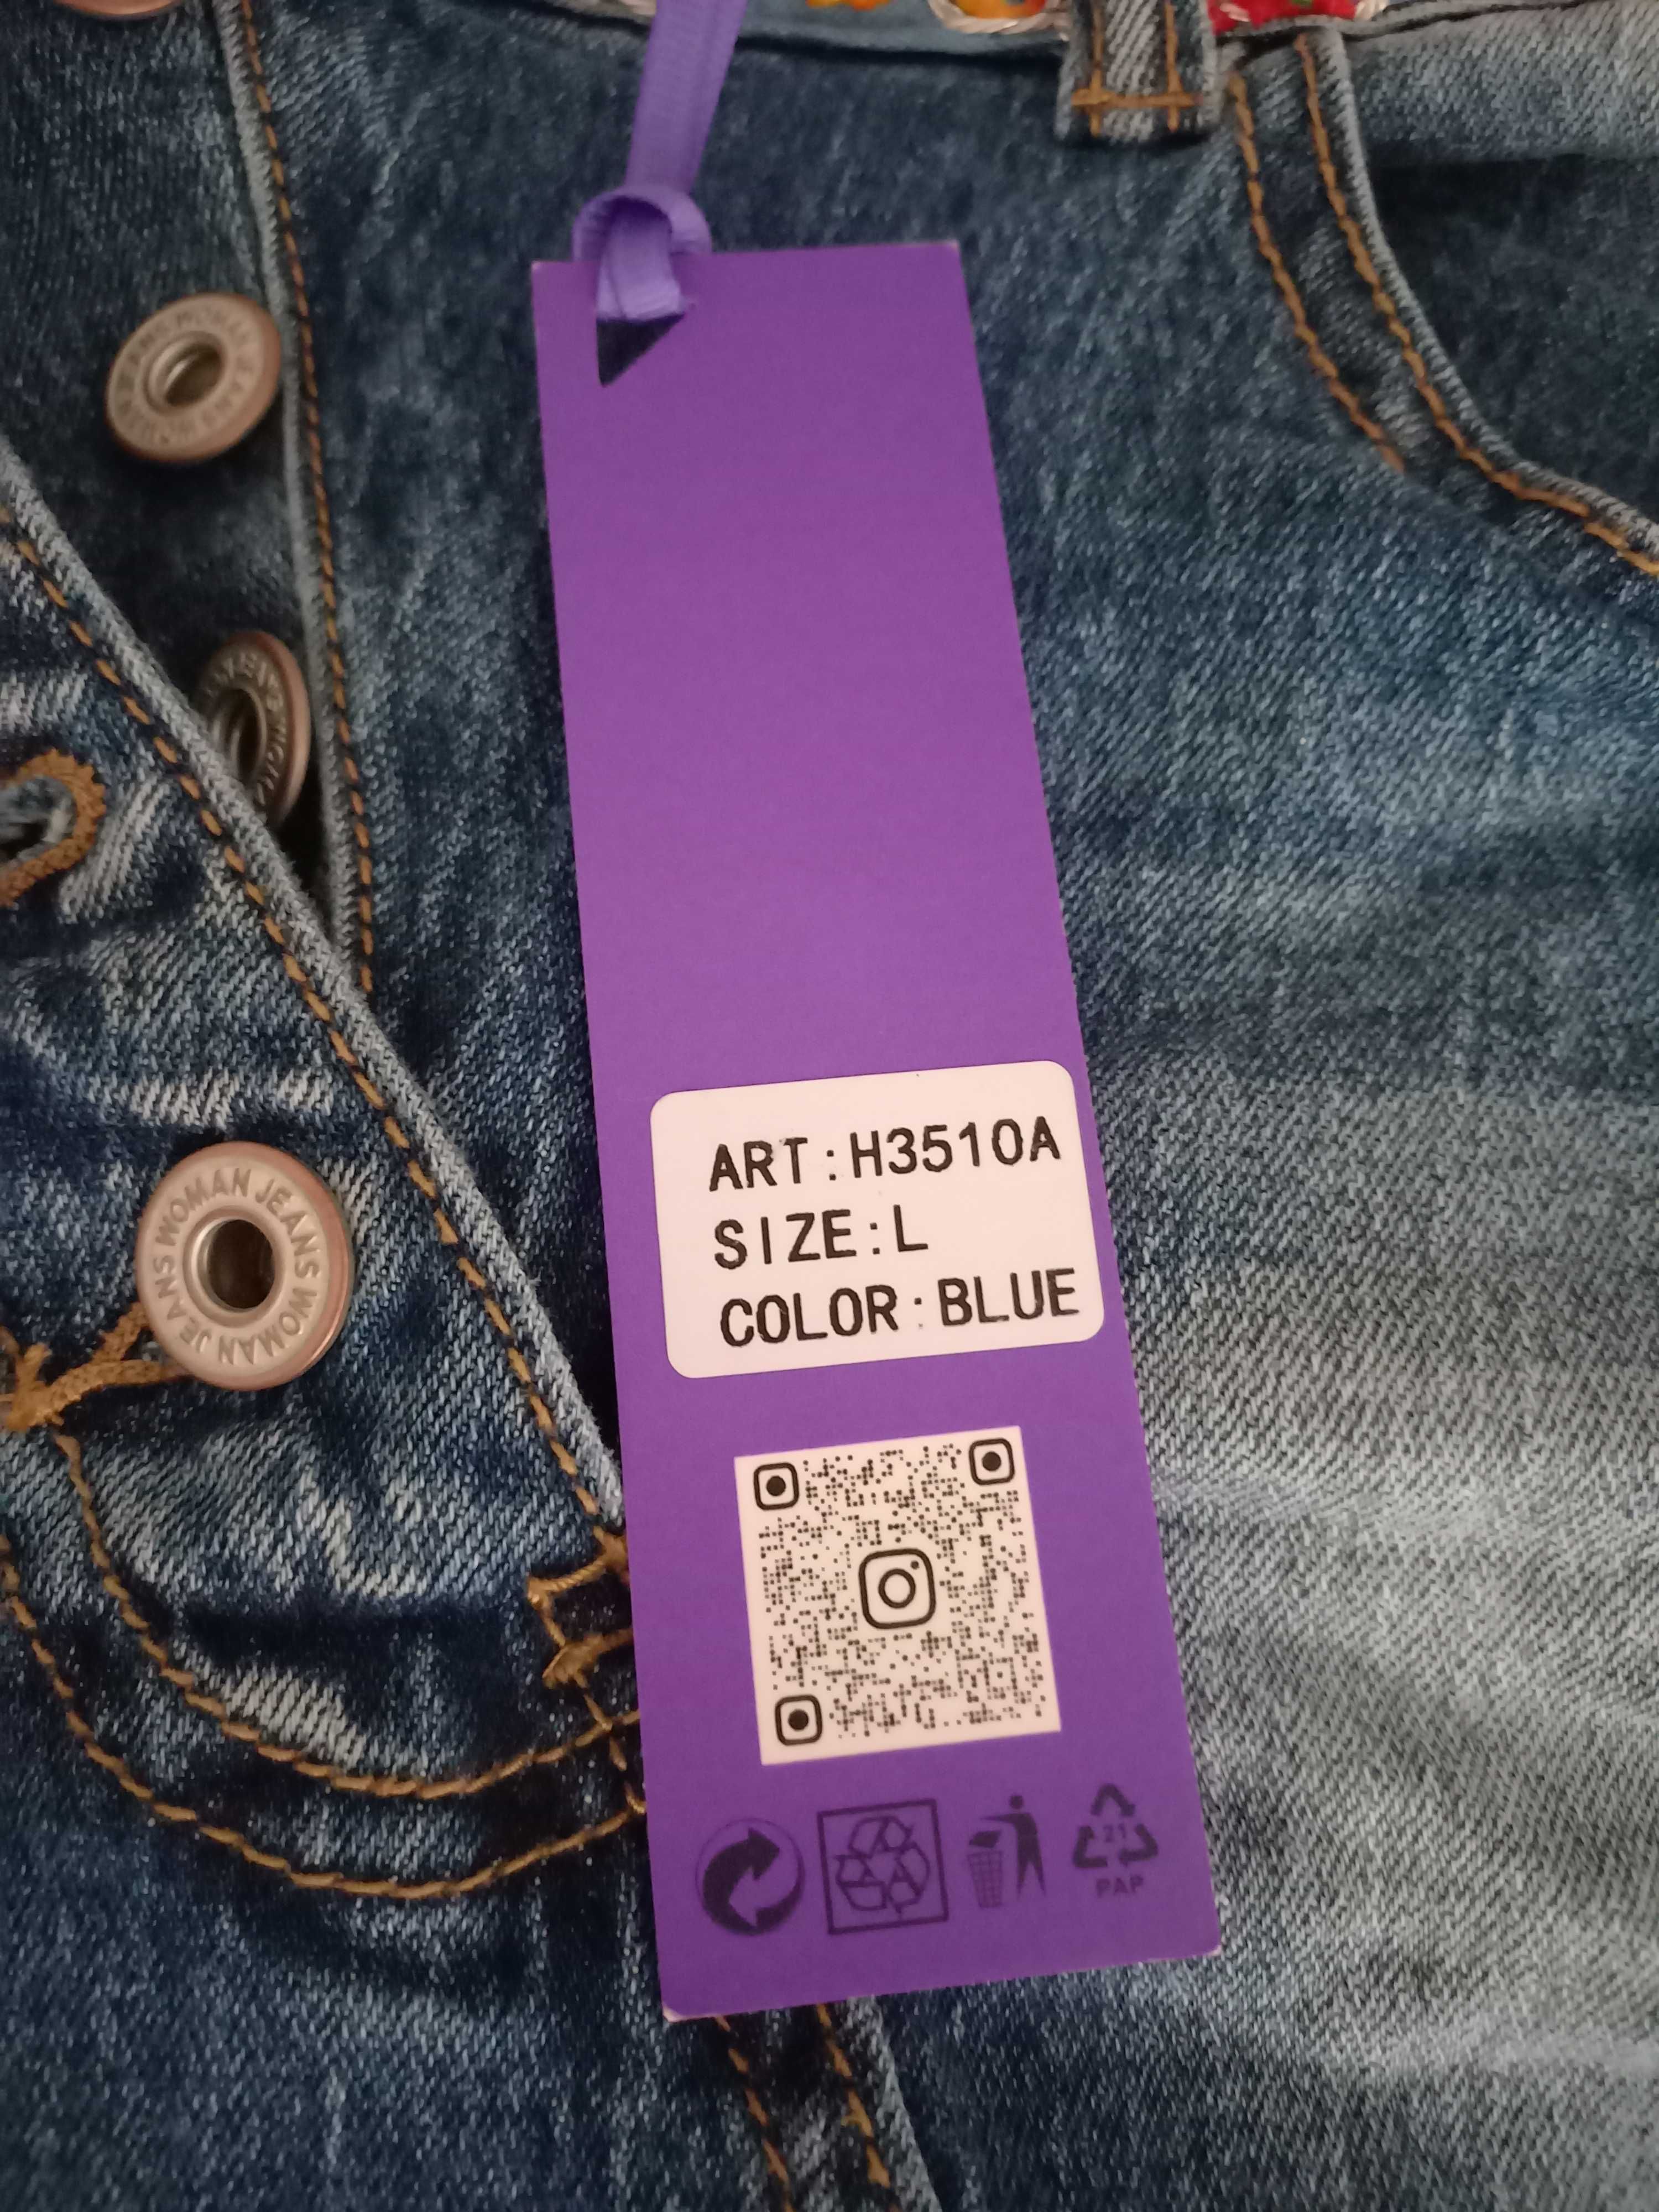 ART:H3510A
SIZE:L
COLOR:BLUE
21
PAP
JEANS WOMAN JEANS WOMAN